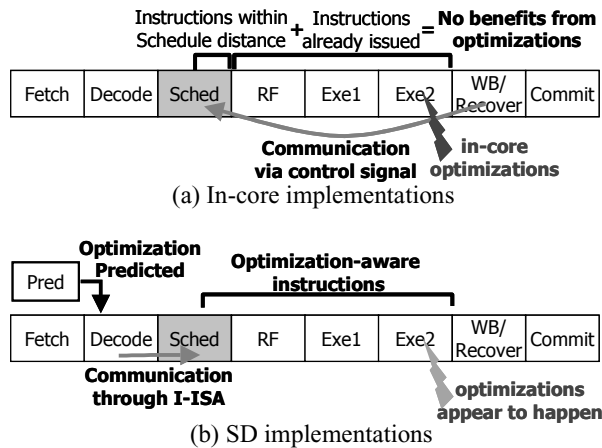 Instructions within + Instructions = No benefits from
Schedule distance already issued optimizations
Fetch Decode Sched RF Exe1 Exe2 WB/ Recover Commit
Communication
via control signal
in-core
optimizations
(a) In-core implementations
Optimization
Predicted
Pred
Optimization-aware
instructions
Fetch Decode Sched RF Exe1 Exe2 WB/ Recover Commit
Communication
through I-ISA
optimizations
appear to happen
(b) SD implementations